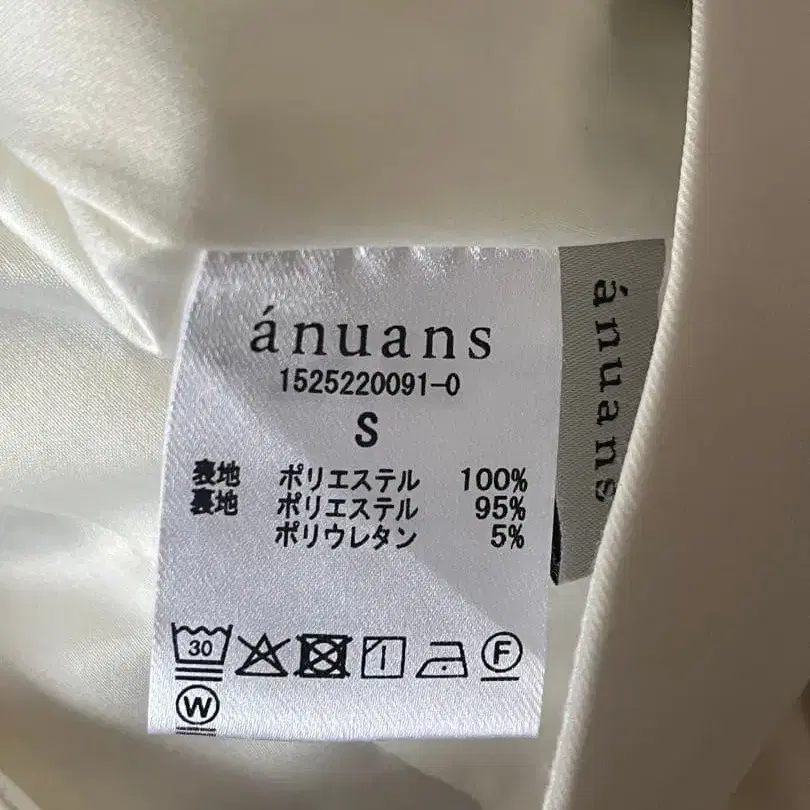 ánuans
1525220091-0
S
表地 ポリエステル 100%
裏地 ポリエステル 95%
ポリウレタン 5%
30
F
W
ánuans